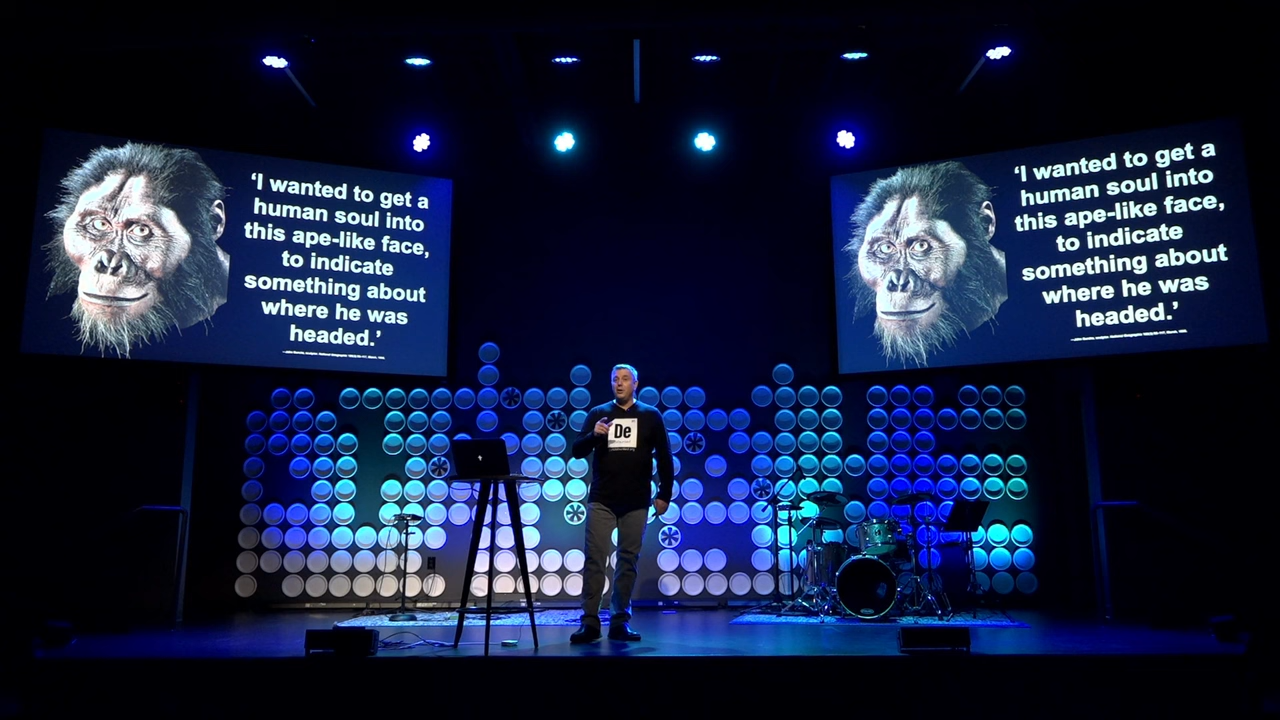 ‘I wanted to get a
human soul into
this ape-like face,
to indicate
something about
where he was
headed.’
‘I wanted to get a
human soul into
this ape-like face,
to indicate
something about
where he was
headed.’
De